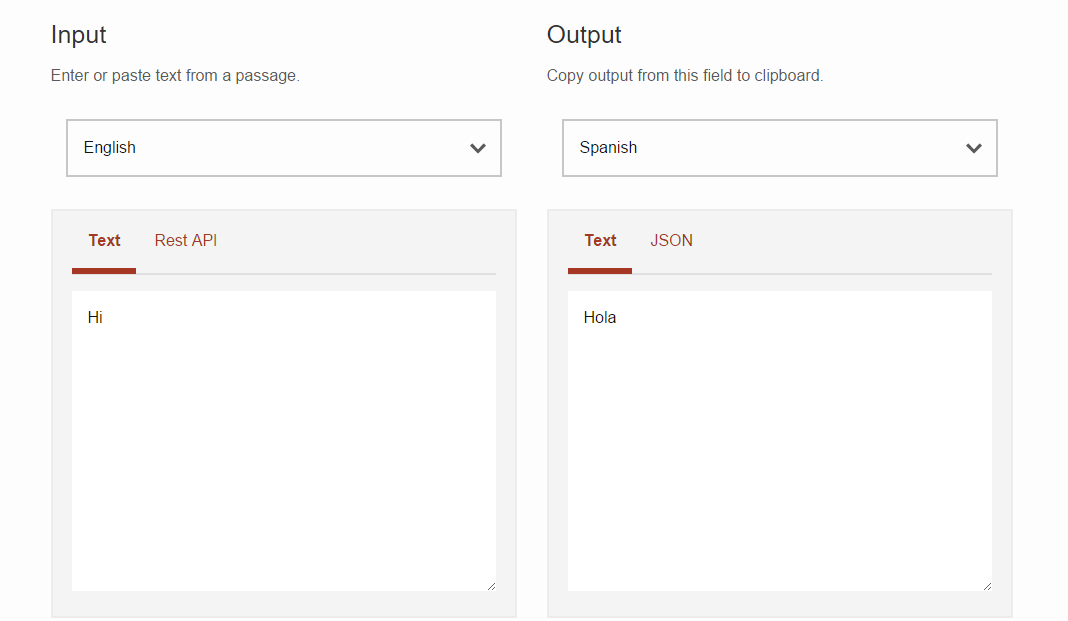 Input
Enter or paste text from a passage.
English
Text Rest API
Hi
Output
Copy output from this field to clipboard.
Spanish
Text JSON
Hola